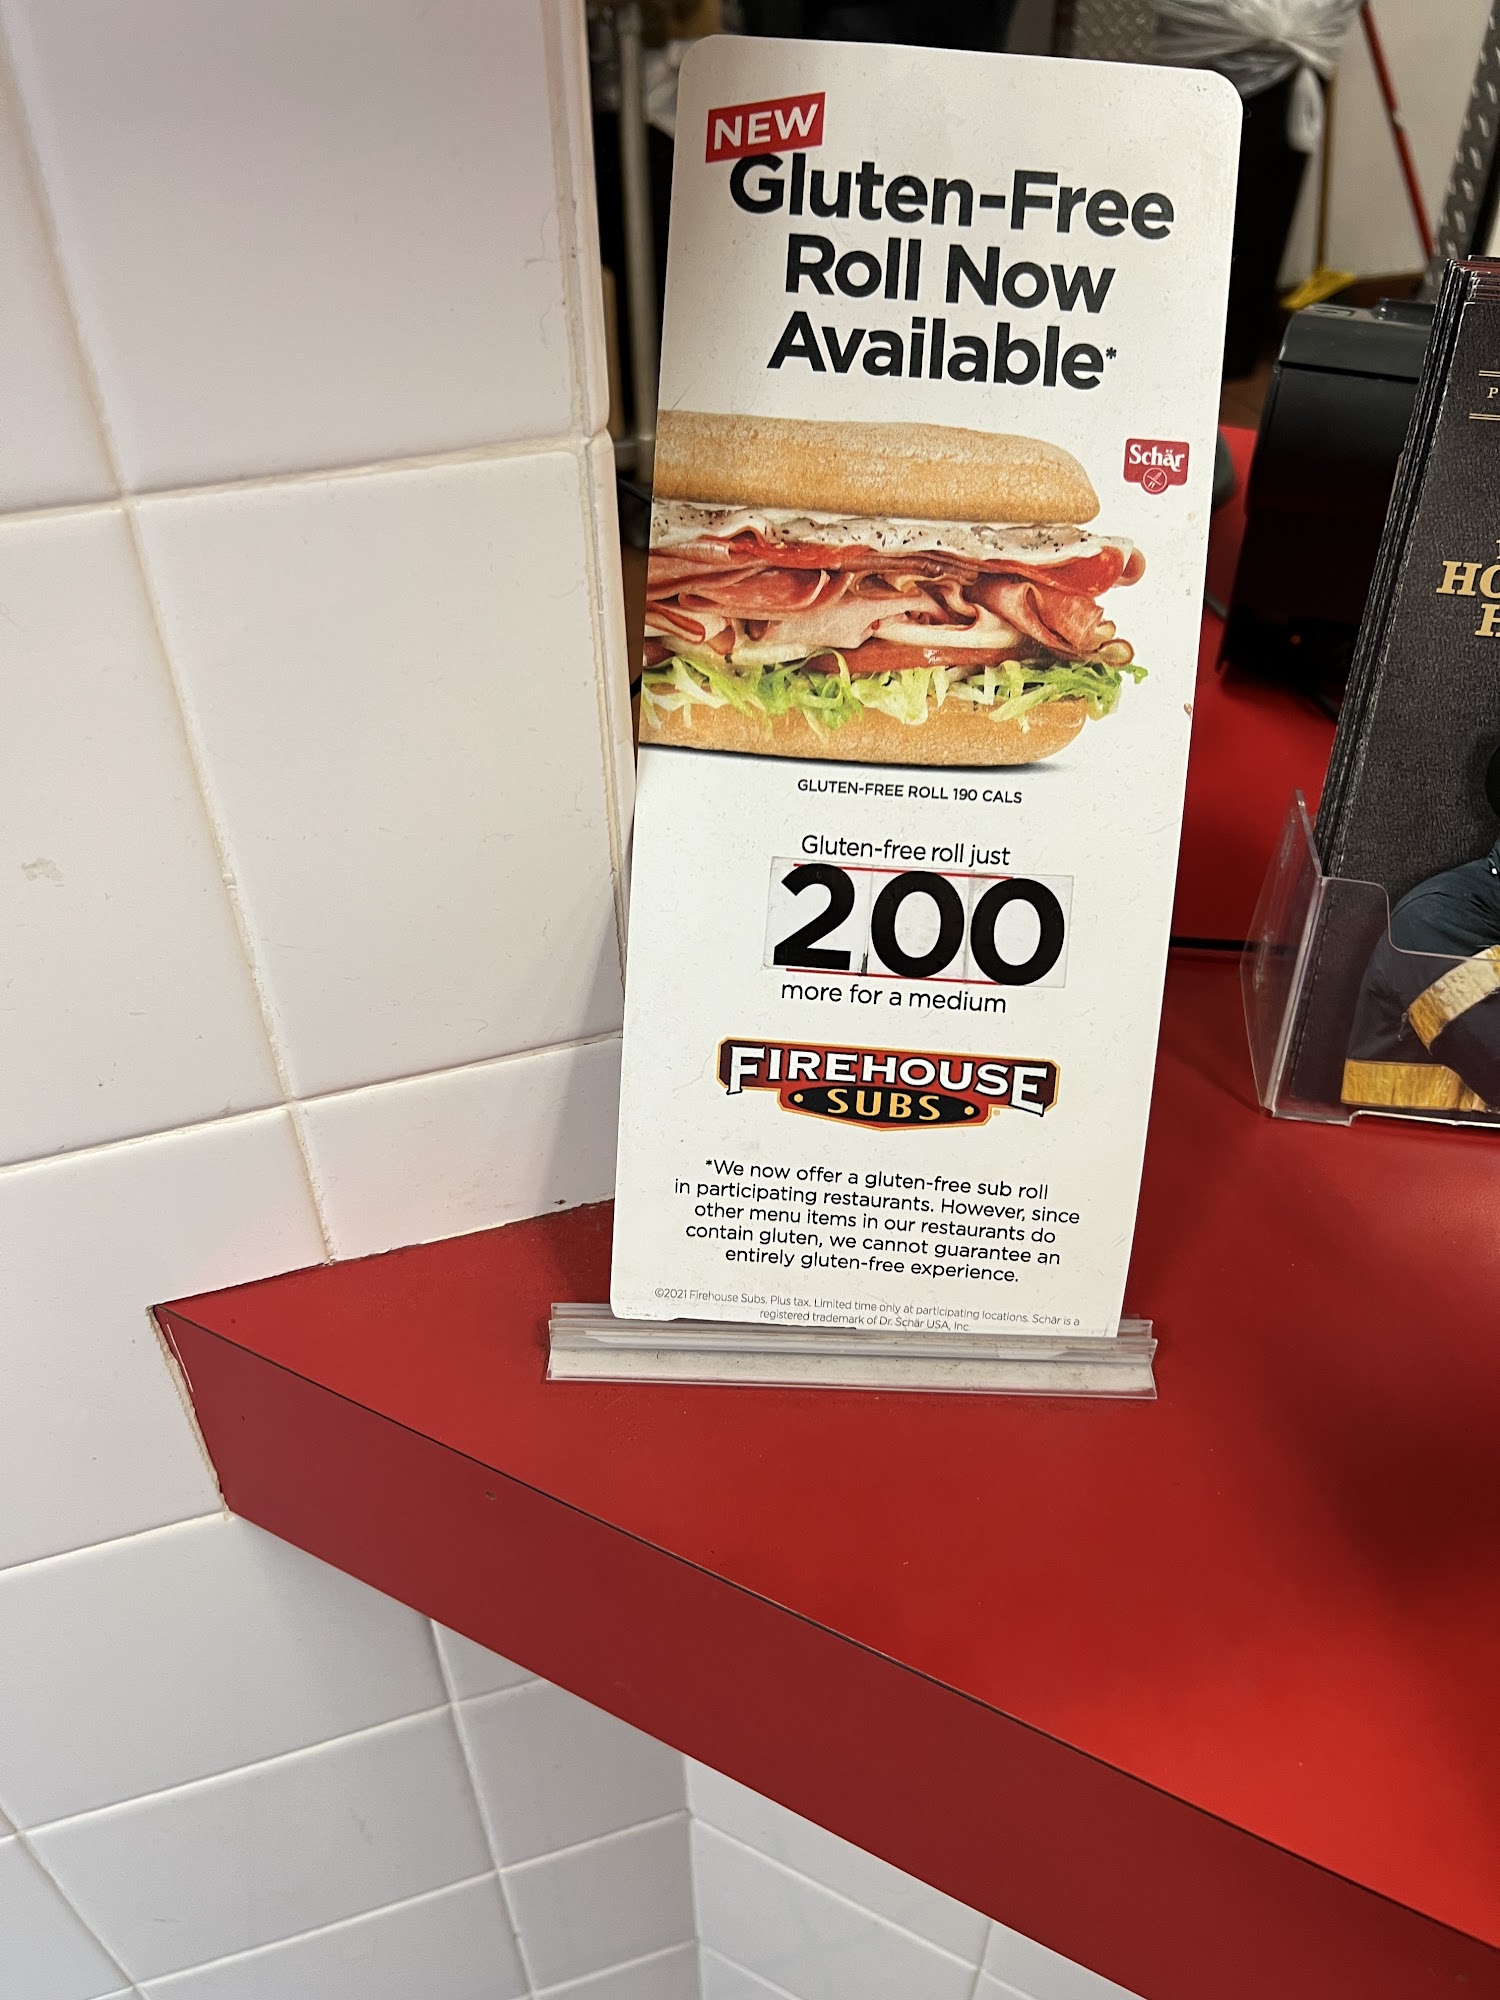 NEW
Gluten-Free
Roll Now
Available*
Schär
GLUTEN-FREE ROLL 190 CALS
Gluten-free roll just
200
more for a medium
FIREHOUSE
SUBS
*We now offer a gluten-free sub roll
in participating restaurants. However, since
other menu items in our restaurants do
contain gluten, we cannot guarantee an
entirely gluten-free experience.
©2021 Firehouse Subs. Plus tax. Limited time only at participating locations. Schär is a
registered trademark of Dr. Schär USA, Inc.